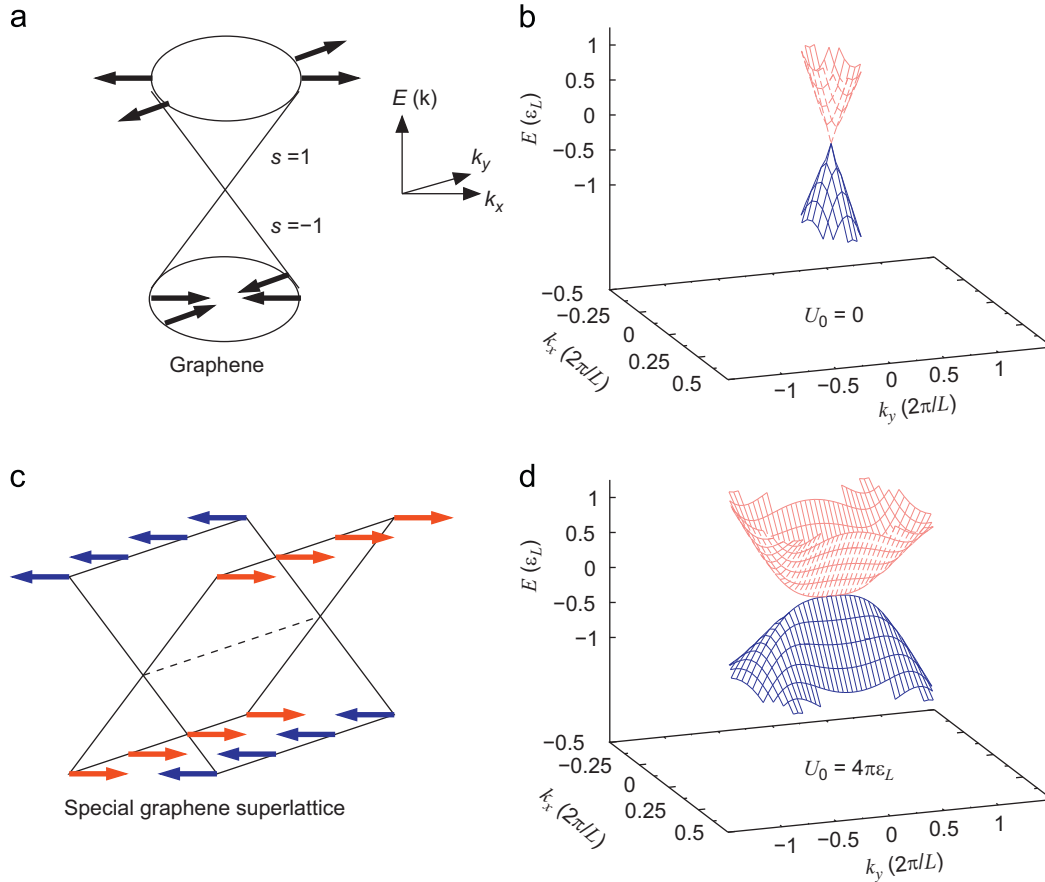 a
E (k)
k_y
k_x
s =1
s =−1
Graphene
b
1
0.5
0
−0.5
−1
E (ε_L)
−0.5
−0.25
0
0.25
0.5
k_x (2π/L)
U_0 = 0
−1
−0.5
0
0.5
1
k_y (2π/L)
c
Special graphene superlattice
d
1
0.5
0
−0.5
−1
E (ε_L)
−0.5
−0.25
0
0.25
0.5
k_x (2π/L)
U_0 = 4πε_L
−1
−0.5
0
0.5
1
k_y (2π/L)